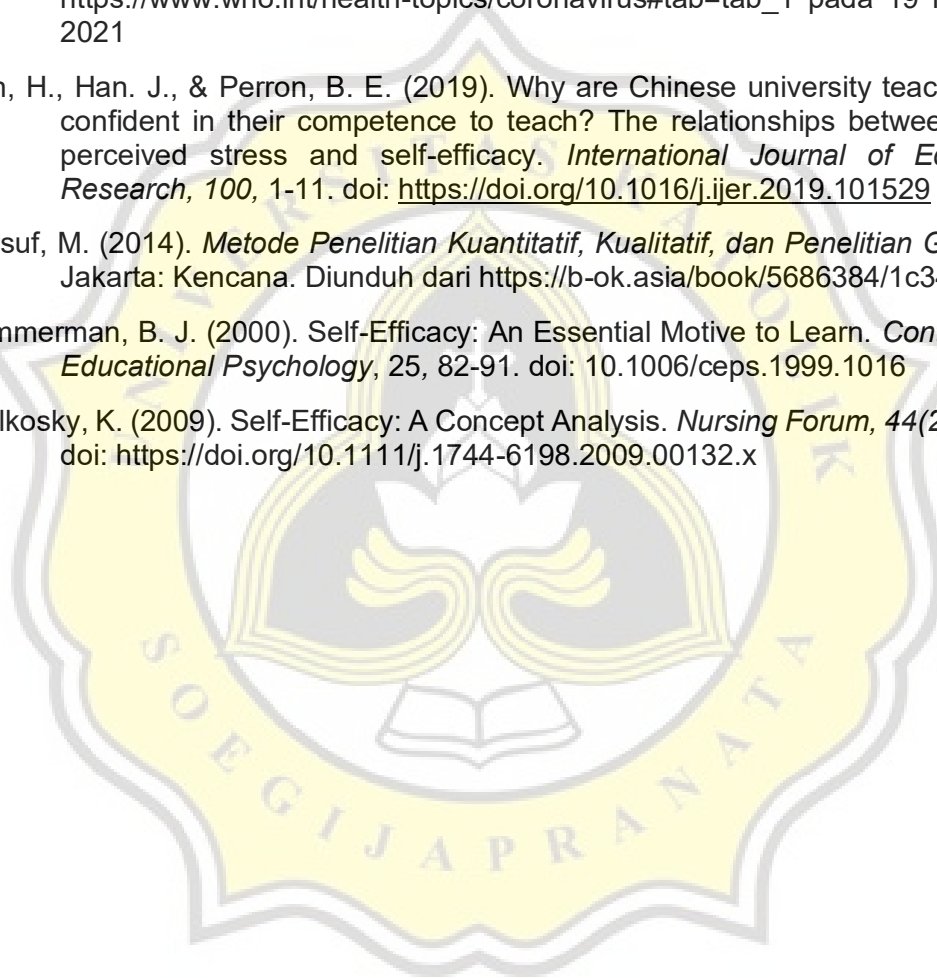 https://www.who.int/health-topics/coronavirus#tab=tab_1 pada 19
2021
H., Han. J., & Perron, B. E. (2019). Why are Chinese university
confident in their competence to teach? The relationships
perceived stress and self-efficacy. International Journal of
Research, 100, 1-11. doi: https://doi.org/10.1016/j.ijer.2019.101529
M. (2014). Metode Penelitian Kuantitatif, Kualitatif, dan Penelitian
Jakarta: Kencana. Diunduh dari https://b-ok.asia/book/5686384/1c3
B. J. (2000). Self-Efficacy: An Essential Motive to Learn.
Educational Psychology, 25, 82-91. doi: 10.1006/ceps.1999.1016
K. (2009). Self-Efficacy: A Concept Analysis. Nursing Forum, 44(2
doi: https://doi.org/10.1111/j.1744-6198.2009.00132.x
UNIVERSITAS KATOLIK
SOEGIJAPRANATA